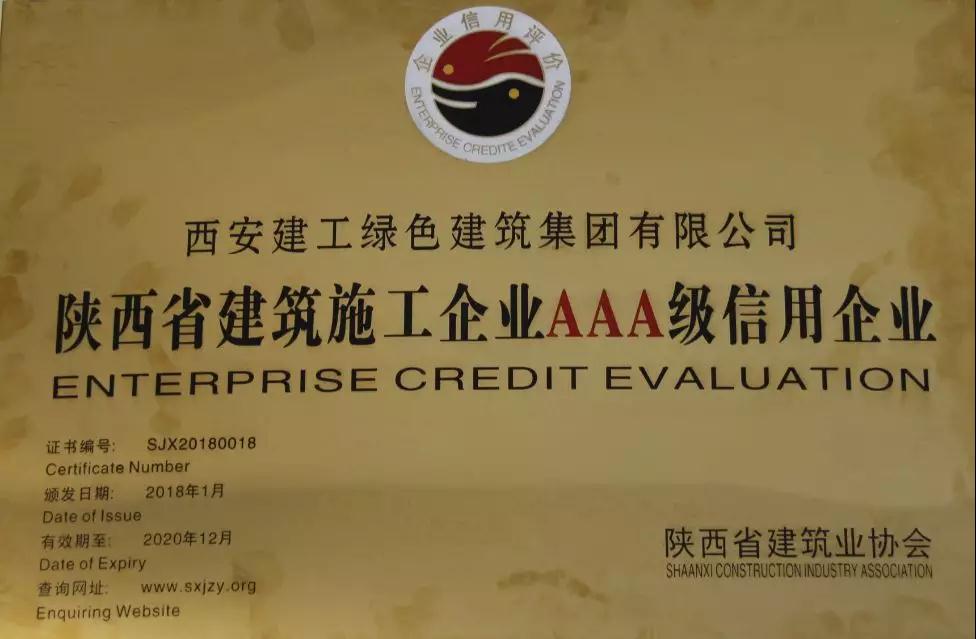 企业信用评价
ENTERPRISE CREDITE EVALUATION
西安建工绿色建筑集团有限公司
陕西省建筑施工企业AAA级信用企业
ENTERPRISE CREDIT EVALUATION
证书编号: SJX20180018
Certificate Number
颁发日期: 2018年1月
Date of Issue
有效期至: 2020年12月
Date of Expiry
查询网址: www.sxjzy.org
Enquiring Website
陕西省建筑业协会
SHAANXI CONSTRUCTION INDUSTRY ASSOCIATION